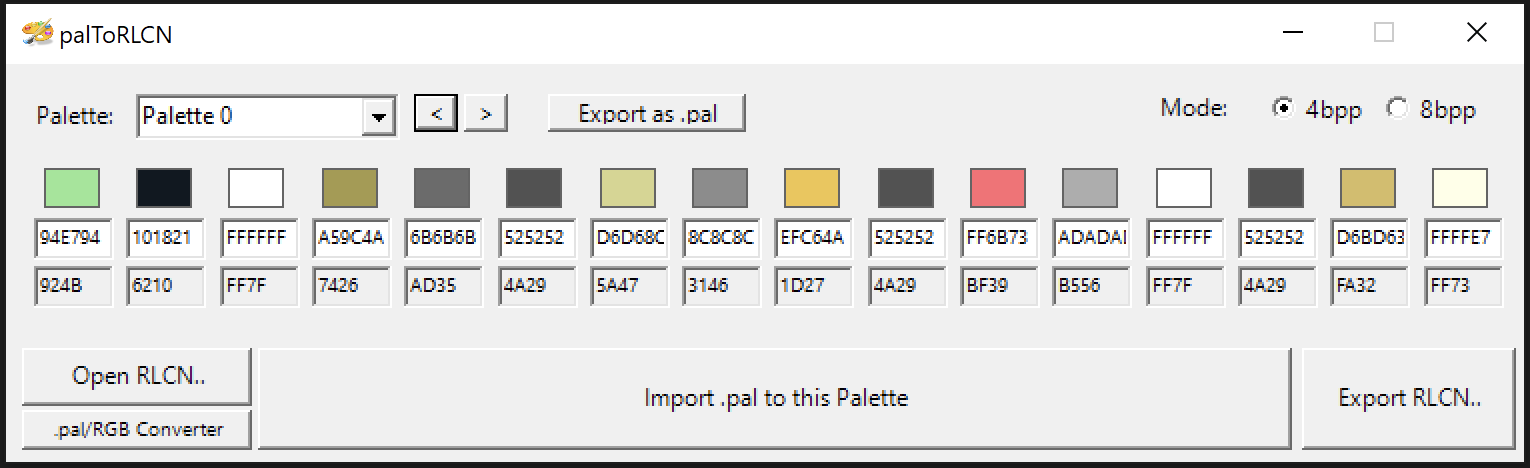 palToRLCN
Palette: Palette 0 < > Export as .pal Mode: 4bpp 8bpp
94E794 101821 FFFFFF A59C4A 6B6B6B 525252 D6D68C 8C8C8C EFC64A 525252 FF6B73 ADADAI FFFFFF 525252 D6BD63 FFFFE7
924B 6210 FF7F 7426 AD35 4A29 5A47 3146 1D27 4A29 BF39 B556 FF7F 4A29 FA32 FF73
Open RLCN.. Import .pal to this Palette Export RLCN..
.pal/RGB Converter